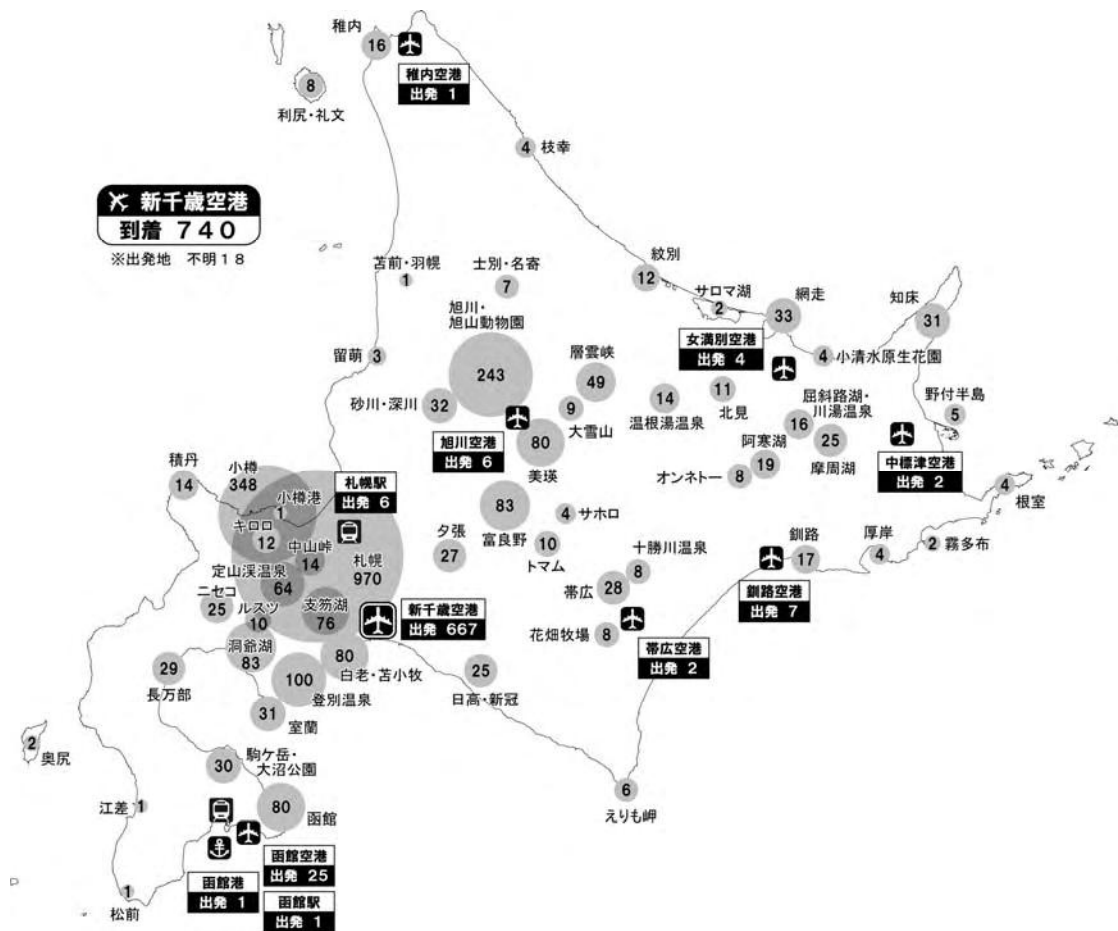 稚内
16
稚内空港
出発 1
8
利尻・礼文
4
枝幸
新千歳空港
到着 740
※出発地 不明18
苫前・羽幌
1
士別・名寄
7
紋別
12
サロマ湖
2
網走
33
知床
31
旭川・
旭山動物園
243
女満別空港
出発 4
4
小清水原生花園
留萌
3
層雲峡
49
砂川・深川
32
9
大雪山
14
温根湯温泉
11
北見
屈斜路湖・
川湯温泉
16
野付半島
5
旭川空港
出発 6
80
美瑛
阿寒湖
19
25
摩周湖
オンネトー
8
中標津空港
出発 2
積丹
14
小樽
348
小樽港
1
札幌駅
出発 6
4
根室
キロロ
12
83
富良野
4
サホロ
中山峠
14
夕張
27
10
トマム
札幌
970
定山渓温泉
64
十勝川温泉
8
17
釧路
厚岸
4
2
霧多布
帯広
28
釧路空港
出発 7
ニセコ
25
ルスツ
10
支笏湖
76
新千歳空港
出発 667
花畑牧場
8
帯広空港
出発 2
洞爺湖
83
80
白老・苫小牧
29
長万部
100
登別温泉
25
日高・新冠
31
室蘭
2
奥尻
駒ケ岳・
大沼公園
30
6
えりも岬
江差
1
80
函館
函館空港
出発 25
函館港
出発 1
函館駅
出発 1
1
松前